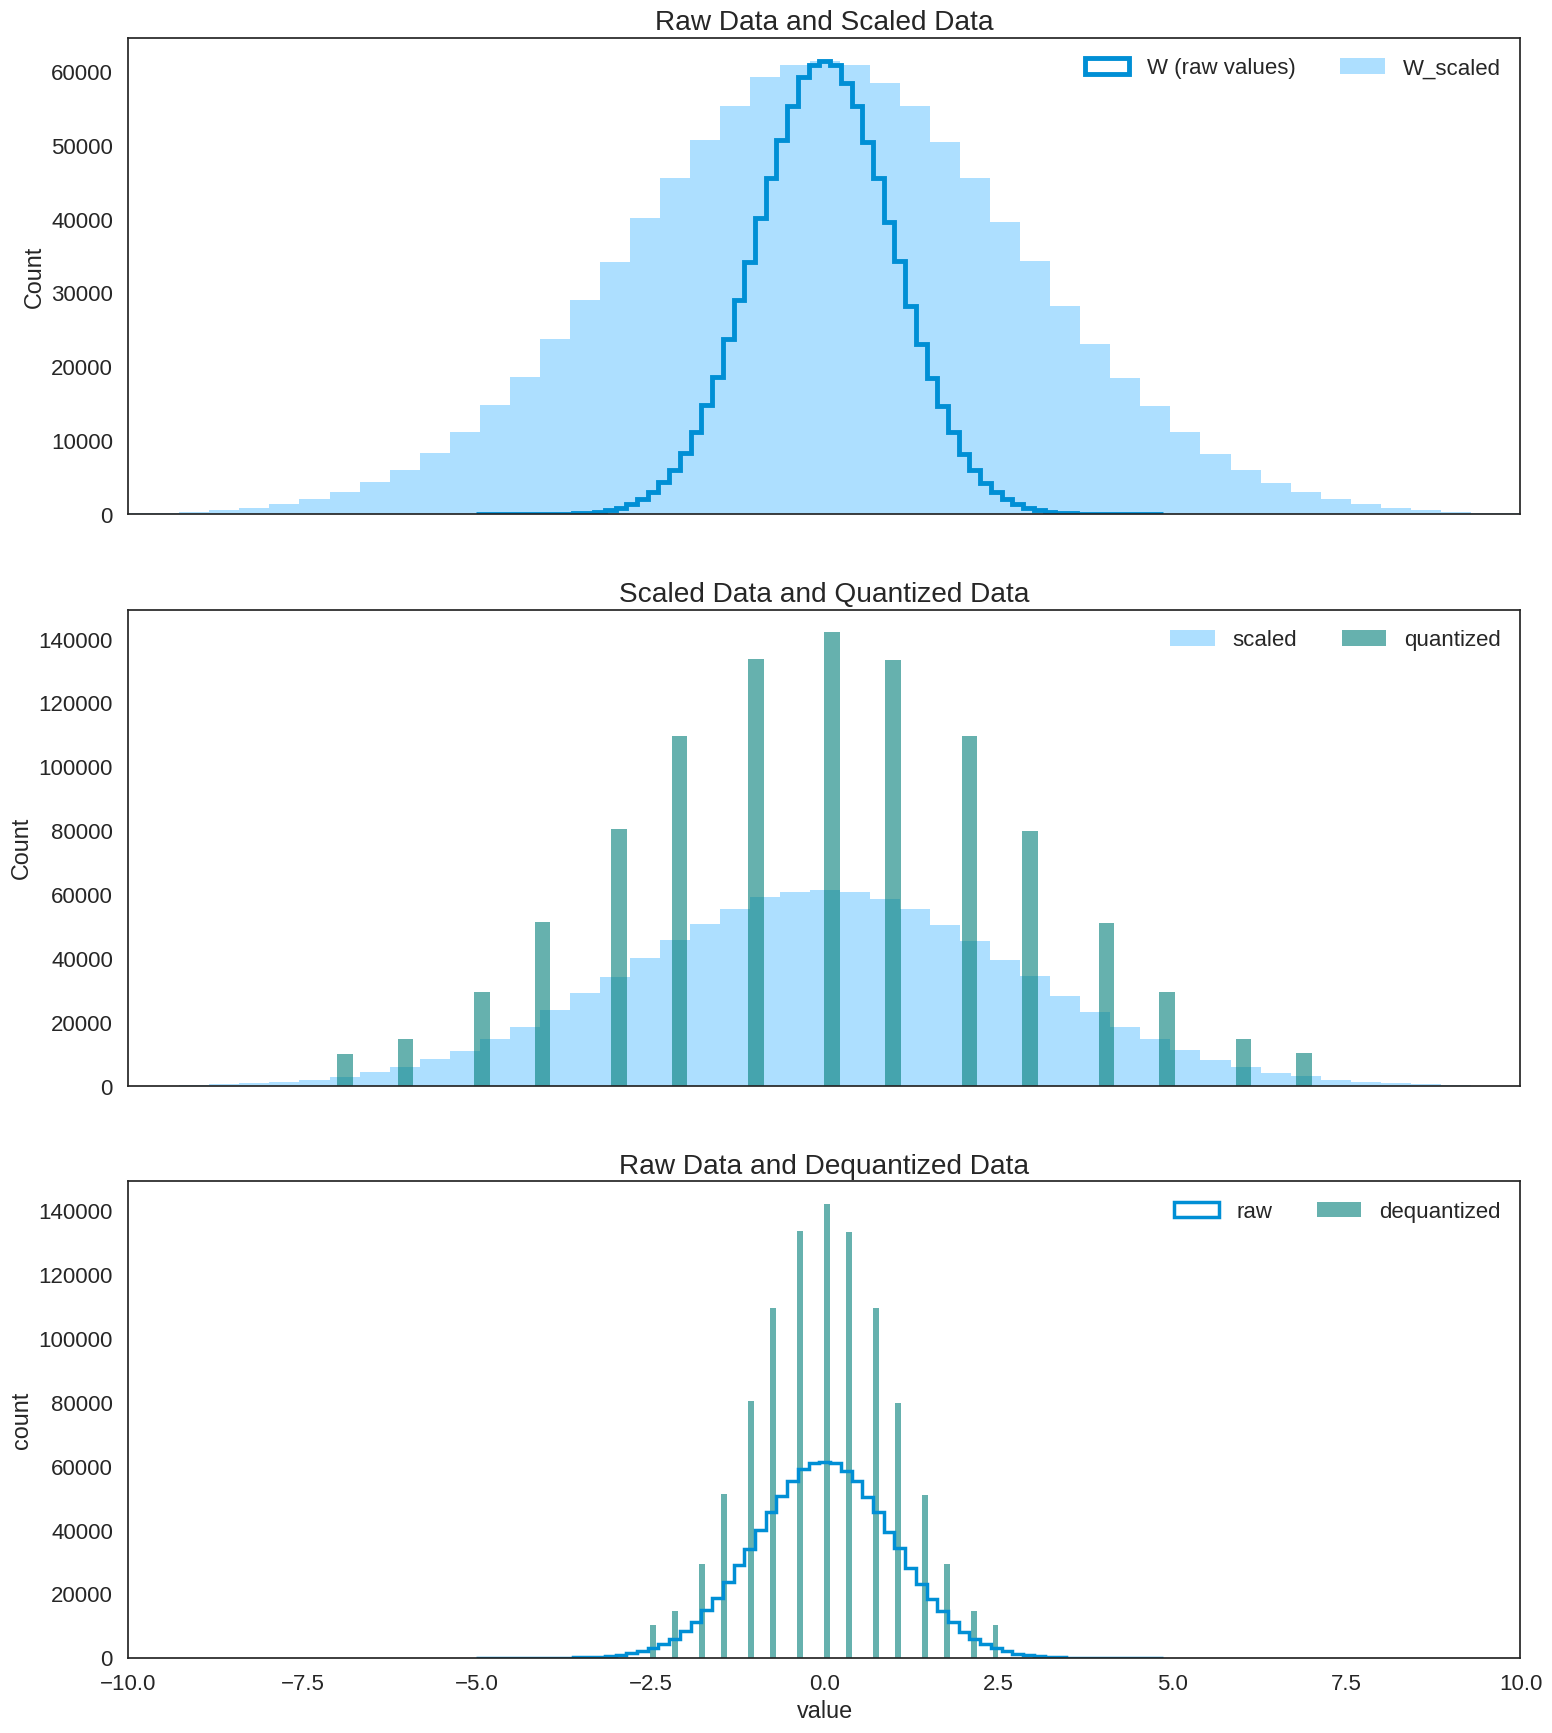 Raw Data and Scaled Data
W (raw values) W_scaled
60000
50000
40000
30000
20000
10000
0
Count
Scaled Data and Quantized Data
scaled quantized
140000
120000
100000
80000
60000
40000
20000
0
Count
Raw Data and Dequantized Data
raw dequantized
140000
120000
100000
80000
60000
40000
20000
0
count
−10.0 −7.5 −5.0 −2.5 0.0 2.5 5.0 7.5 10.0
value